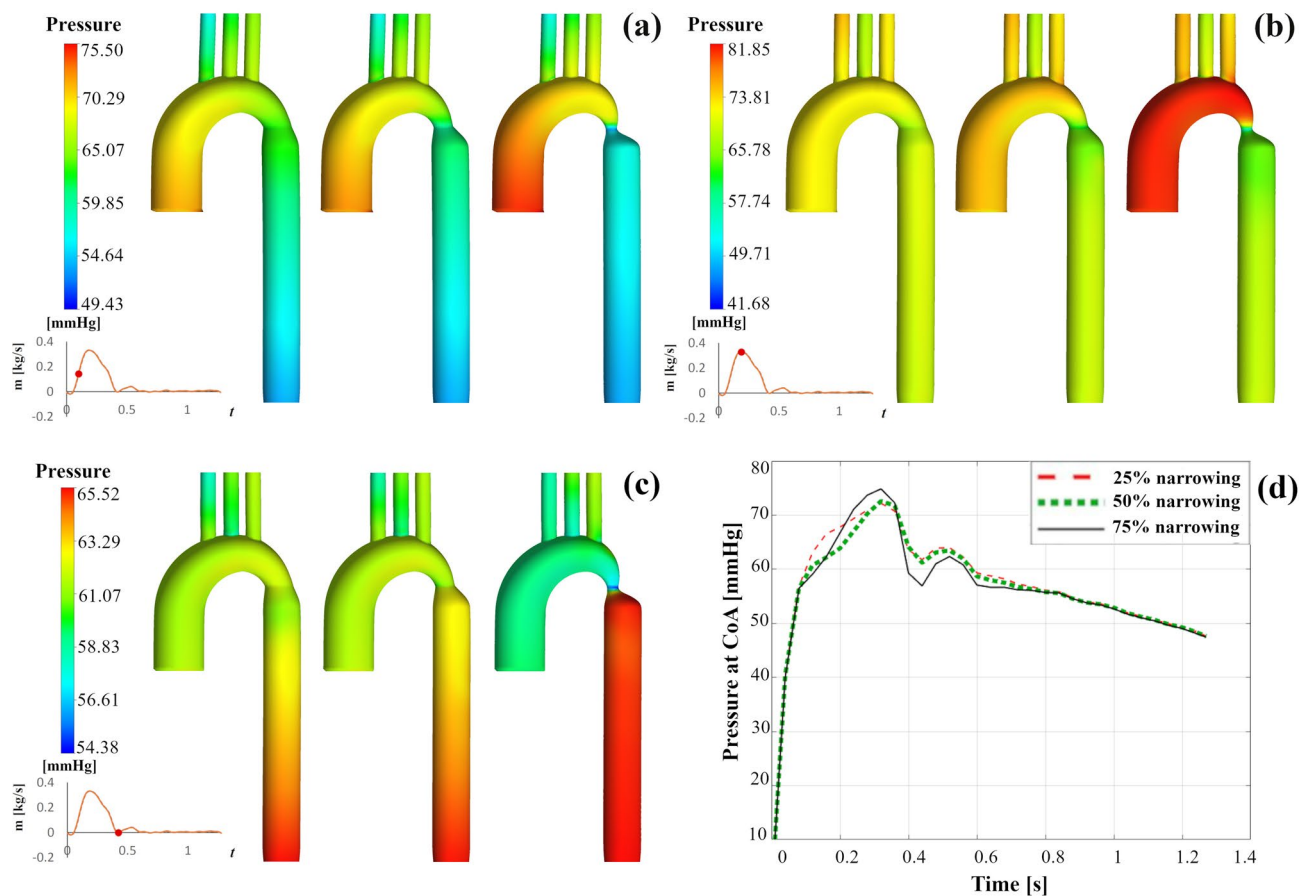 Pressure
(a)
75.50
70.29
65.07
59.85
54.64
49.43
[mmHg]
0.4
0.2
0
-0.2
m [kg/s]
0
0.5
1
t
Pressure
(b)
81.85
73.81
65.78
57.74
49.71
41.68
[mmHg]
0.4
0.2
0
-0.2
m [kg/s]
0
0.5
1
t
Pressure
(c)
65.52
63.29
61.07
58.83
56.61
54.38
[mmHg]
0.4
0.2
0
-0.2
m [kg/s]
0
0.5
1
t
(d)
25% narrowing
50% narrowing
75% narrowing
80
70
60
50
40
30
20
10
Pressure at CoA [mmHg]
0
0.2
0.4
0.6
0.8
1
1.2
1.4
Time [s]